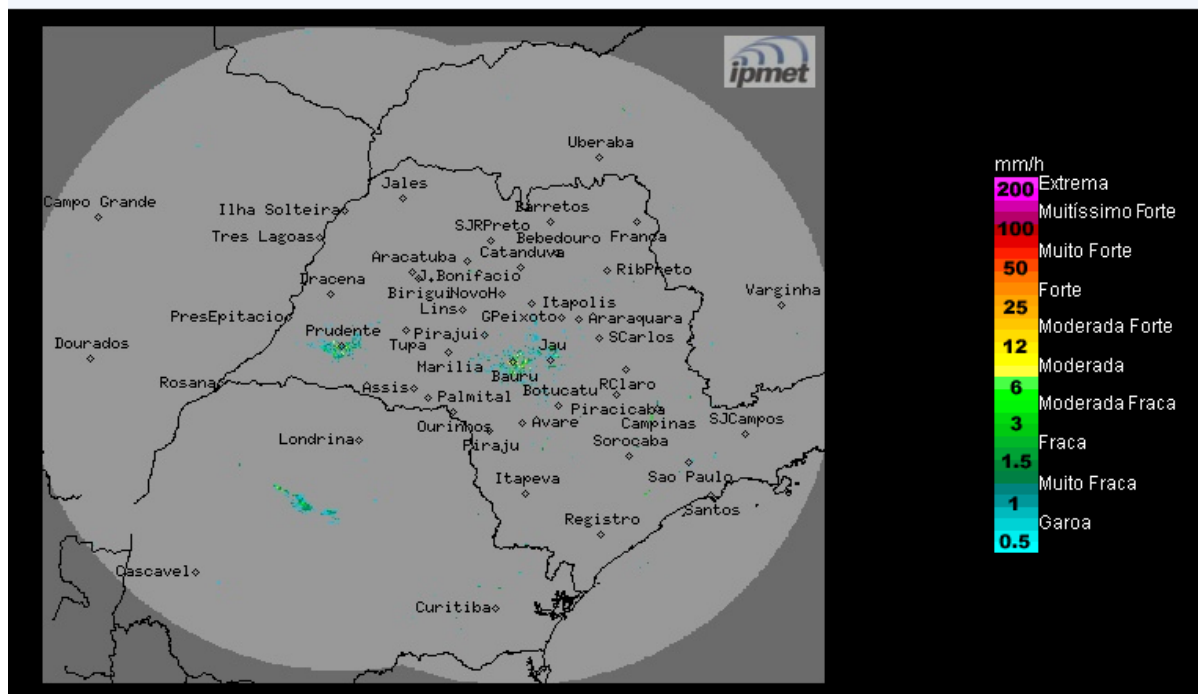 ipmet
Uberaba
Jales
Campo Grande
Ilha Solteira
Barretos
SJRPreto
Tres Lagoas
Bebedouro
Franca
Catanduva
Aracatuba
J.Bonifacio
RibPreto
Dracena
Birigui
NovoH
Varginha
Itapolis
Lins
GPeixoto
Araraquara
PresEpitacio
Prudente
Pirajui
SCarlos
Dourados
Tupa
Jau
Marilia
Bauru
Rosana
Assis
Botucatu
RClaro
Palmital
Piracicaba
Ourinhos
Avare
Campinas
SJCampos
Londrina
Piraju
Sorocaba
Itapeva
Sao Paulo
Santos
Registro
Cascavel
Curitiba
mm/h
200 Extrema
Muitíssimo Forte
100
Muito Forte
50
Forte
25
Moderada Forte
12
Moderada
6
Moderada Fraca
3
Fraca
1.5
Muito Fraca
1
Garoa
0.5